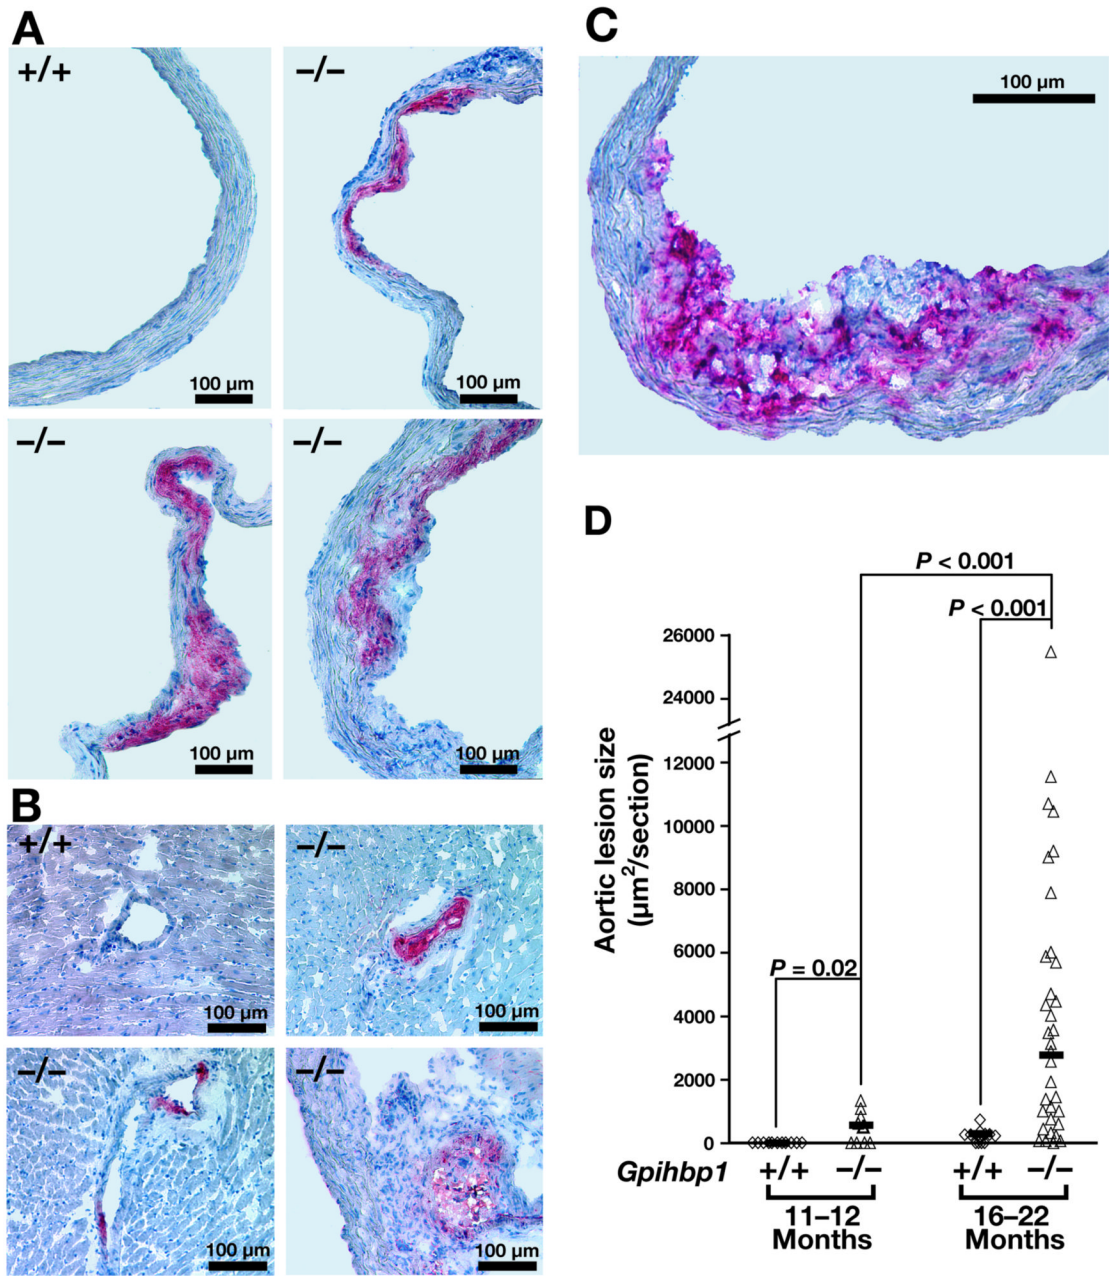 A
+/+
–/–
100 µm
100 µm
–/–
–/–
100 µm
100 µm
B
+/+
–/–
100 µm
100 µm
–/–
–/–
100 µm
100 µm
C
100 µm
D
P < 0.001
P < 0.001
26000
24000
12000
10000
8000
6000
P = 0.02
4000
2000
0
Aortic lesion size
(µm²/section)
Gpihbp1 +/+ –/– +/+ –/–
11–12 16–22
Months Months